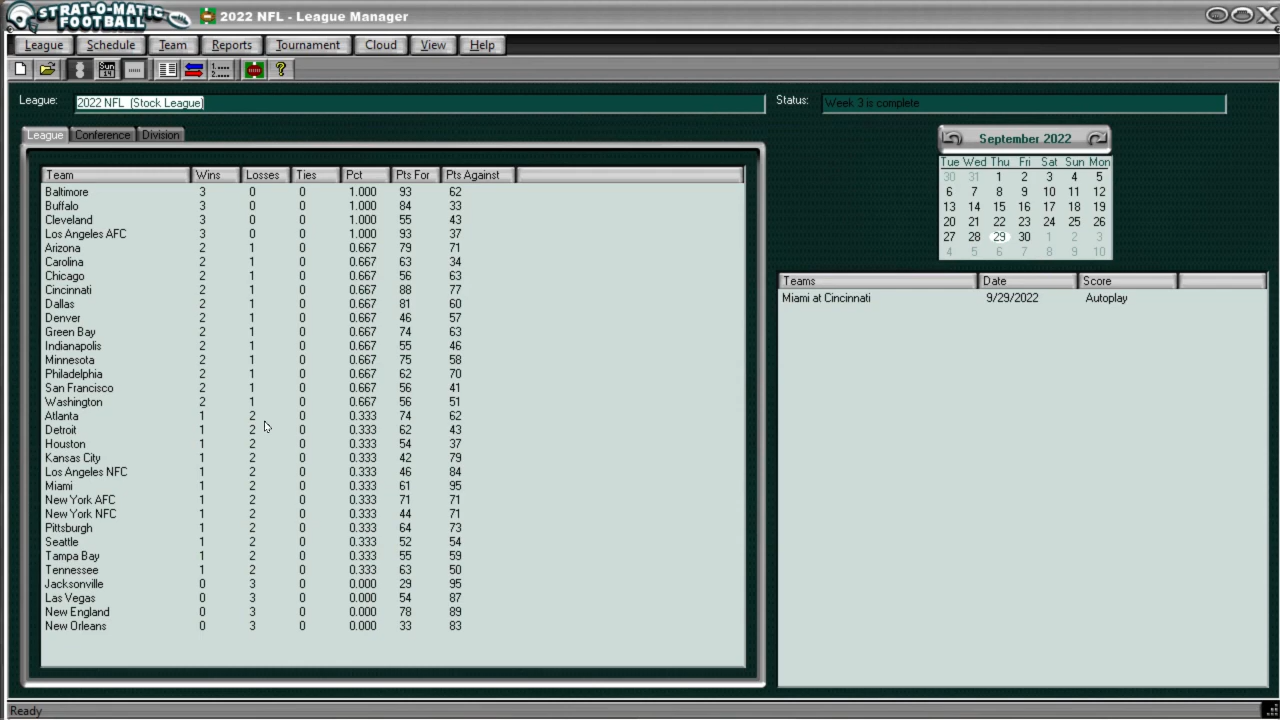 STRAT-O-MATIC
FOOTBALL
2022 NFL - League Manager
League Schedule Team Reports Tournament Cloud View Help
League: 2022 NFL (Stock League) Status: Week 3 is complete
League Conference Division
Team Wins Losses Ties Pct Pts For Pts Against
Baltimore 3 0 0 1.000 93 62
Buffalo 3 0 0 1.000 84 33
Cleveland 3 0 0 1.000 55 43
Los Angeles AFC 3 0 0 1.000 93 37
Arizona 2 1 0 0.667 79 71
Carolina 2 1 0 0.667 63 34
Chicago 2 1 0 0.667 56 63
Cincinnati 2 1 0 0.667 88 77
Dallas 2 1 0 0.667 81 60
Denver 2 1 0 0.667 46 57
Green Bay 2 1 0 0.667 74 63
Indianapolis 2 1 0 0.667 55 46
Minnesota 2 1 0 0.667 75 58
Philadelphia 2 1 0 0.667 62 70
San Francisco 2 1 0 0.667 56 41
Washington 2 1 0 0.667 56 51
Atlanta 1 2 0 0.333 74 62
Detroit 1 2 0 0.333 62 43
Houston 1 2 0 0.333 54 37
Kansas City 1 2 0 0.333 42 79
Los Angeles NFC 1 2 0 0.333 46 84
Miami 1 2 0 0.333 61 95
New York AFC 1 2 0 0.333 71 71
New York NFC 1 2 0 0.333 44 71
Pittsburgh 1 2 0 0.333 64 73
Seattle 1 2 0 0.333 52 54
Tampa Bay 1 2 0 0.333 55 59
Tennessee 1 2 0 0.333 63 50
Jacksonville 0 3 0 0.000 29 95
Las Vegas 0 3 0 0.000 54 87
New England 0 3 0 0.000 78 89
New Orleans 0 3 0 0.000 33 83
September 2022
Tue Wed Thu Fri Sat Sun Mon
30 31 1 2 3 4 5
6 7 8 9 10 11 12
13 14 15 16 17 18 19
20 21 22 23 24 25 26
27 28 29 30 1 2 3
4 5 6 7 8 9 10
Teams Date Score
Miami at Cincinnati 9/29/2022 Autoplay
Ready